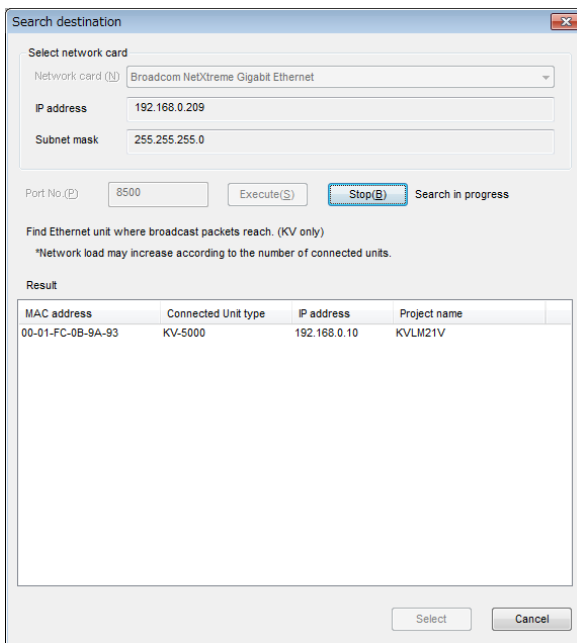 Search destination
Select network card
Network card (N) Broadcom NetXtreme Gigabit Ethernet
IP address 192.168.0.209
Subnet mask 255.255.255.0
Port No.(P) 8500 Execute(S) Stop(B) Search in progress
Find Ethernet unit where broadcast packets reach. (KV only)
*Network load may increase according to the number of connected units.
Result
MAC address Connected Unit type IP address Project name
00-01-FC-0B-9A-93 KV-5000 192.168.0.10 KVLM21V
Select Cancel